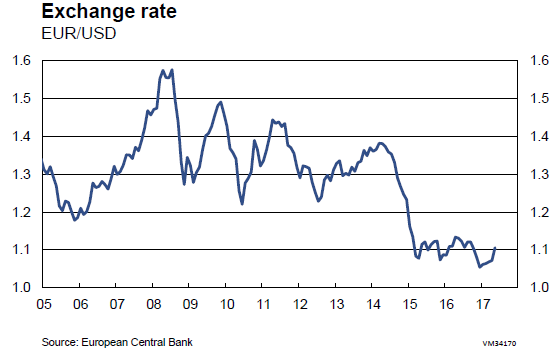 Exchange rate
EUR/USD
1.6 1.6
1.5 1.5
1.4 1.4
1.3 1.3
1.2 1.2
1.1 1.1
1.0 1.0
05 06 07 08 09 10 11 12 13 14 15 16 17
Source: European Central Bank
VM34170